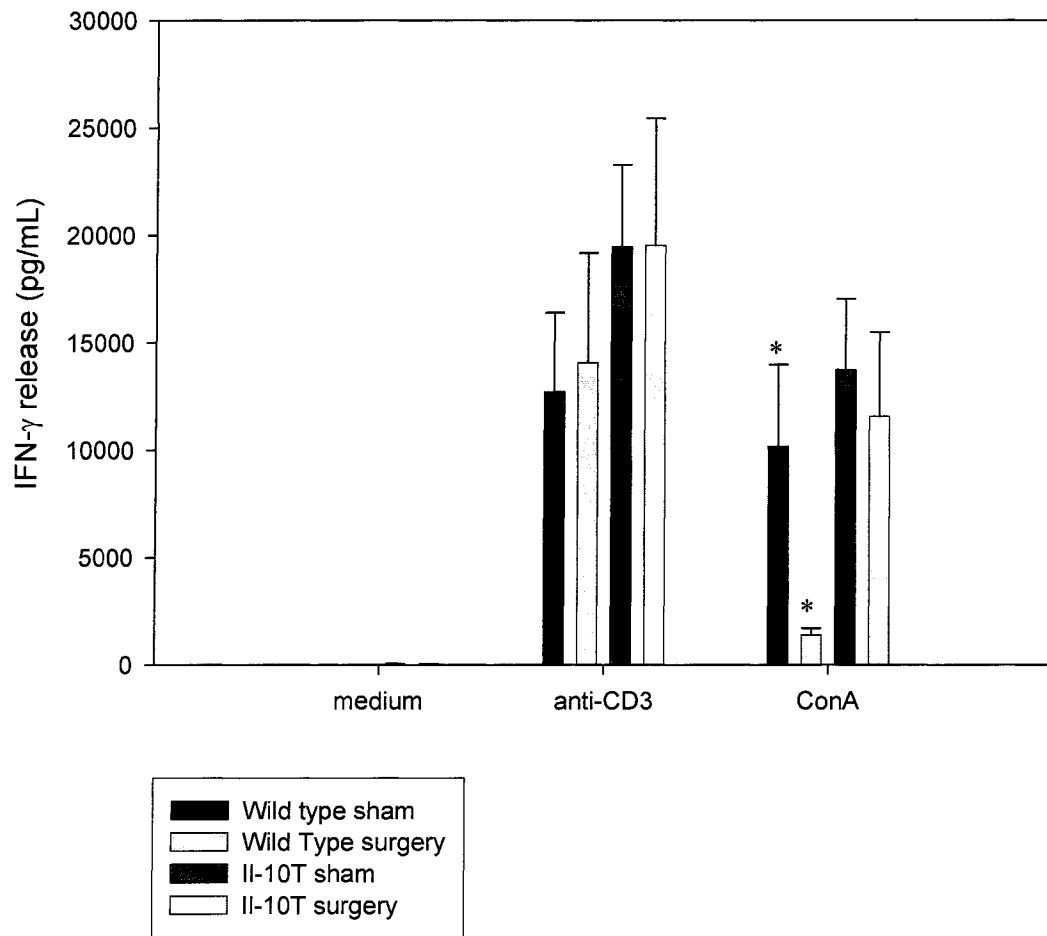 30000
25000
20000
15000
10000
5000
0
IFN-γ release (pg/mL)
*
*
medium anti-CD3 ConA
Wild type sham
Wild Type surgery
Il-10T sham
Il-10T surgery